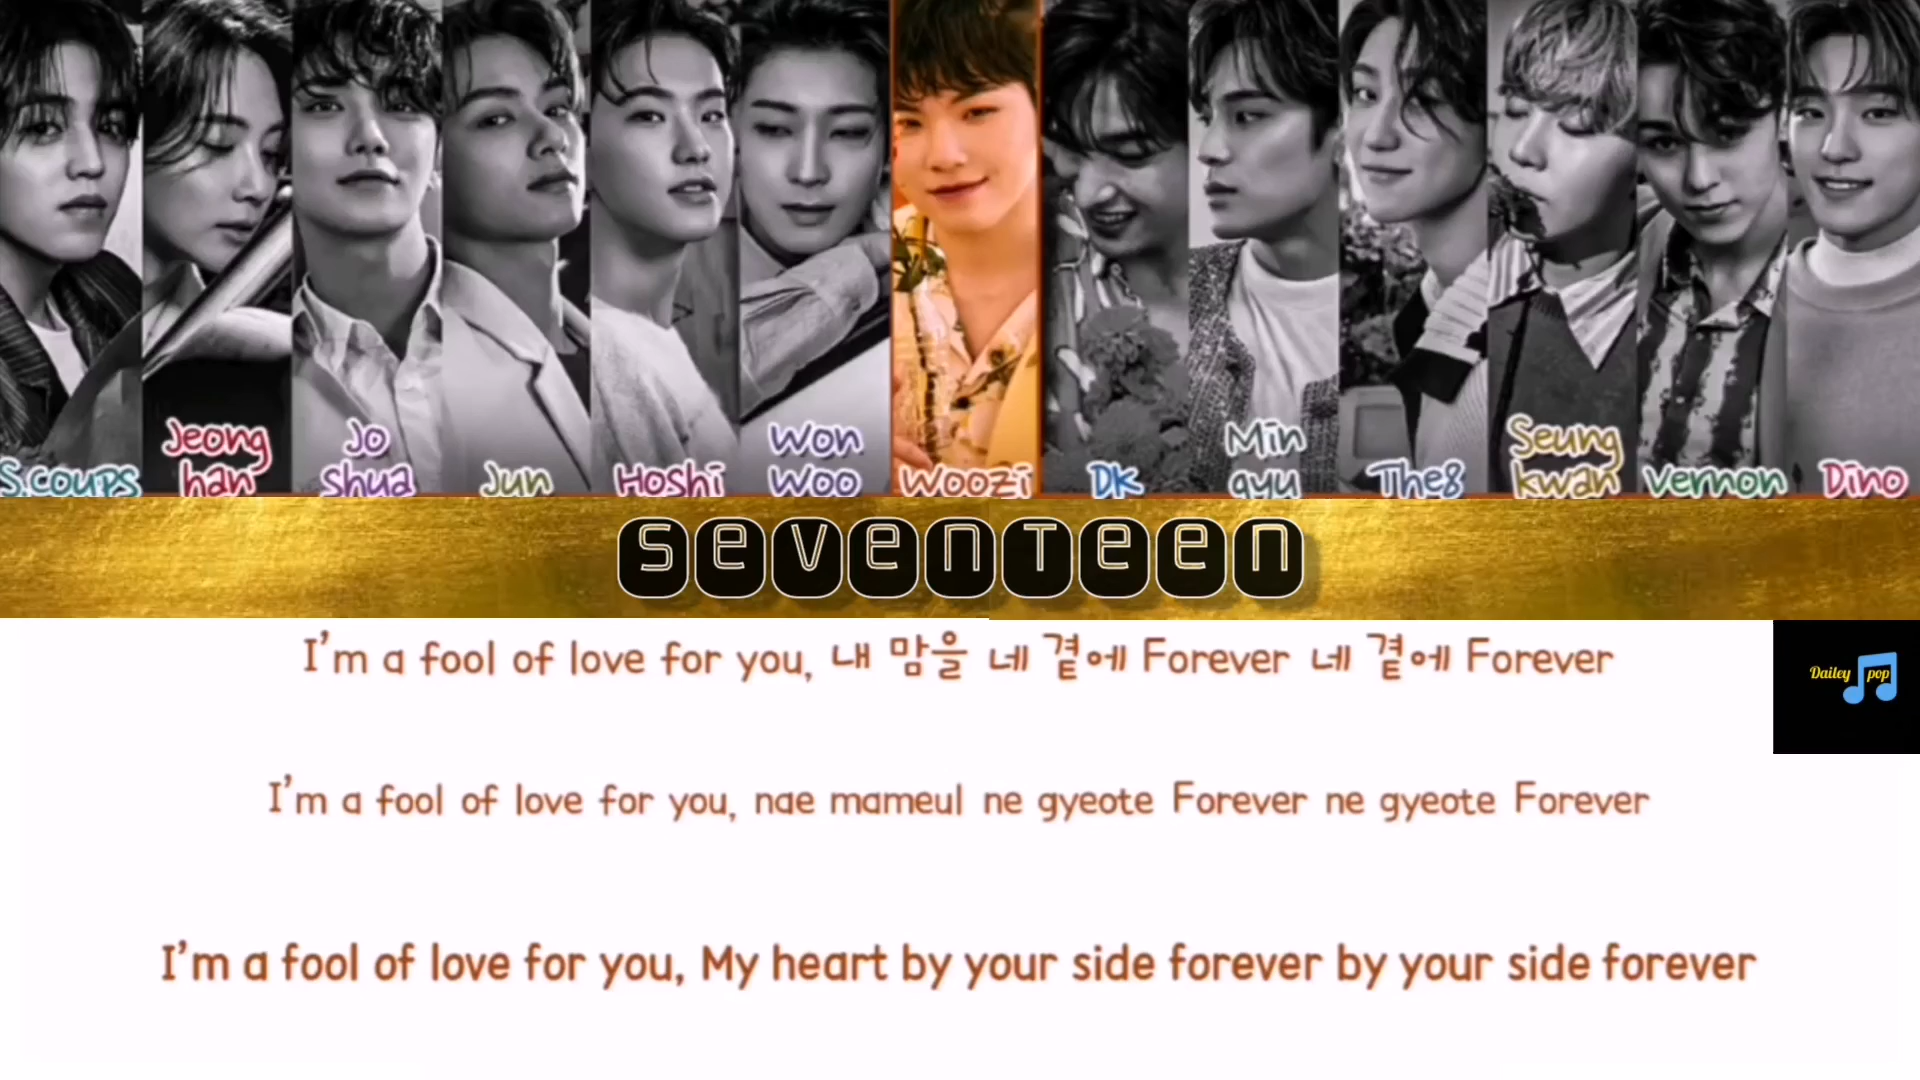 S.coups
Jeong
han
Jo
shua
Jun
Hoshi
Won
Woo
Woozi
DK
Min
gyu
The8
Seung
kwan
Vernon
Dino
SeVenTeen
I'm a fool of love for you, 내 맘을 네 곁에 Forever 네 곁에 Forever
Dailey pop
I'm a fool of love for you, nae mameul ne gyeote Forever ne gyeote Forever
I'm a fool of love for you, My heart by your side forever by your side forever